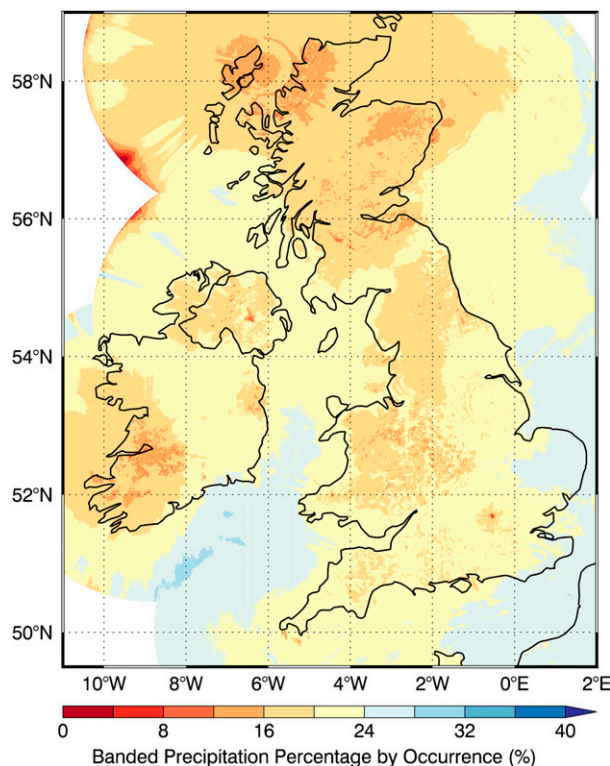 58°N
56°N
54°N
52°N
50°N
10°W 8°W 6°W 4°W 2°W 0°E 2°E
0 8 16 24 32 40
Banded Precipitation Percentage by Occurrence (%)